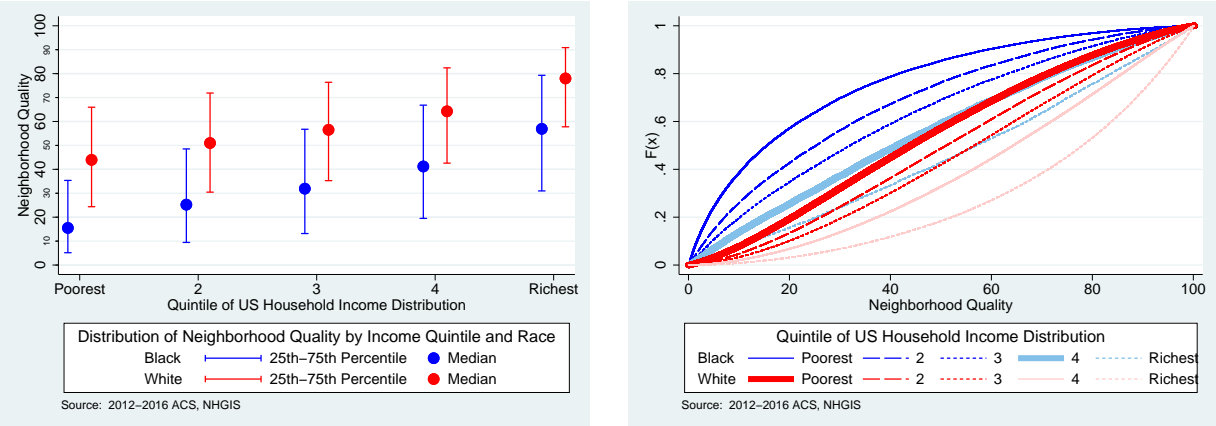 Neighborhood Quality
100
90
80
70
60
50
40
30
20
10
0
Poorest 2 3 4 Richest
Quintile of US Household Income Distribution
Distribution of Neighborhood Quality by Income Quintile and Race
Black 25th–75th Percentile Median
White 25th–75th Percentile Median
Source: 2012–2016 ACS, NHGIS
F(x)
1
.8
.6
.4
.2
0
0 20 40 60 80 100
Neighborhood Quality
Quintile of US Household Income Distribution
Black Poorest 2 3 4 Richest
White Poorest 2 3 4 Richest
Source: 2012–2016 ACS, NHGIS